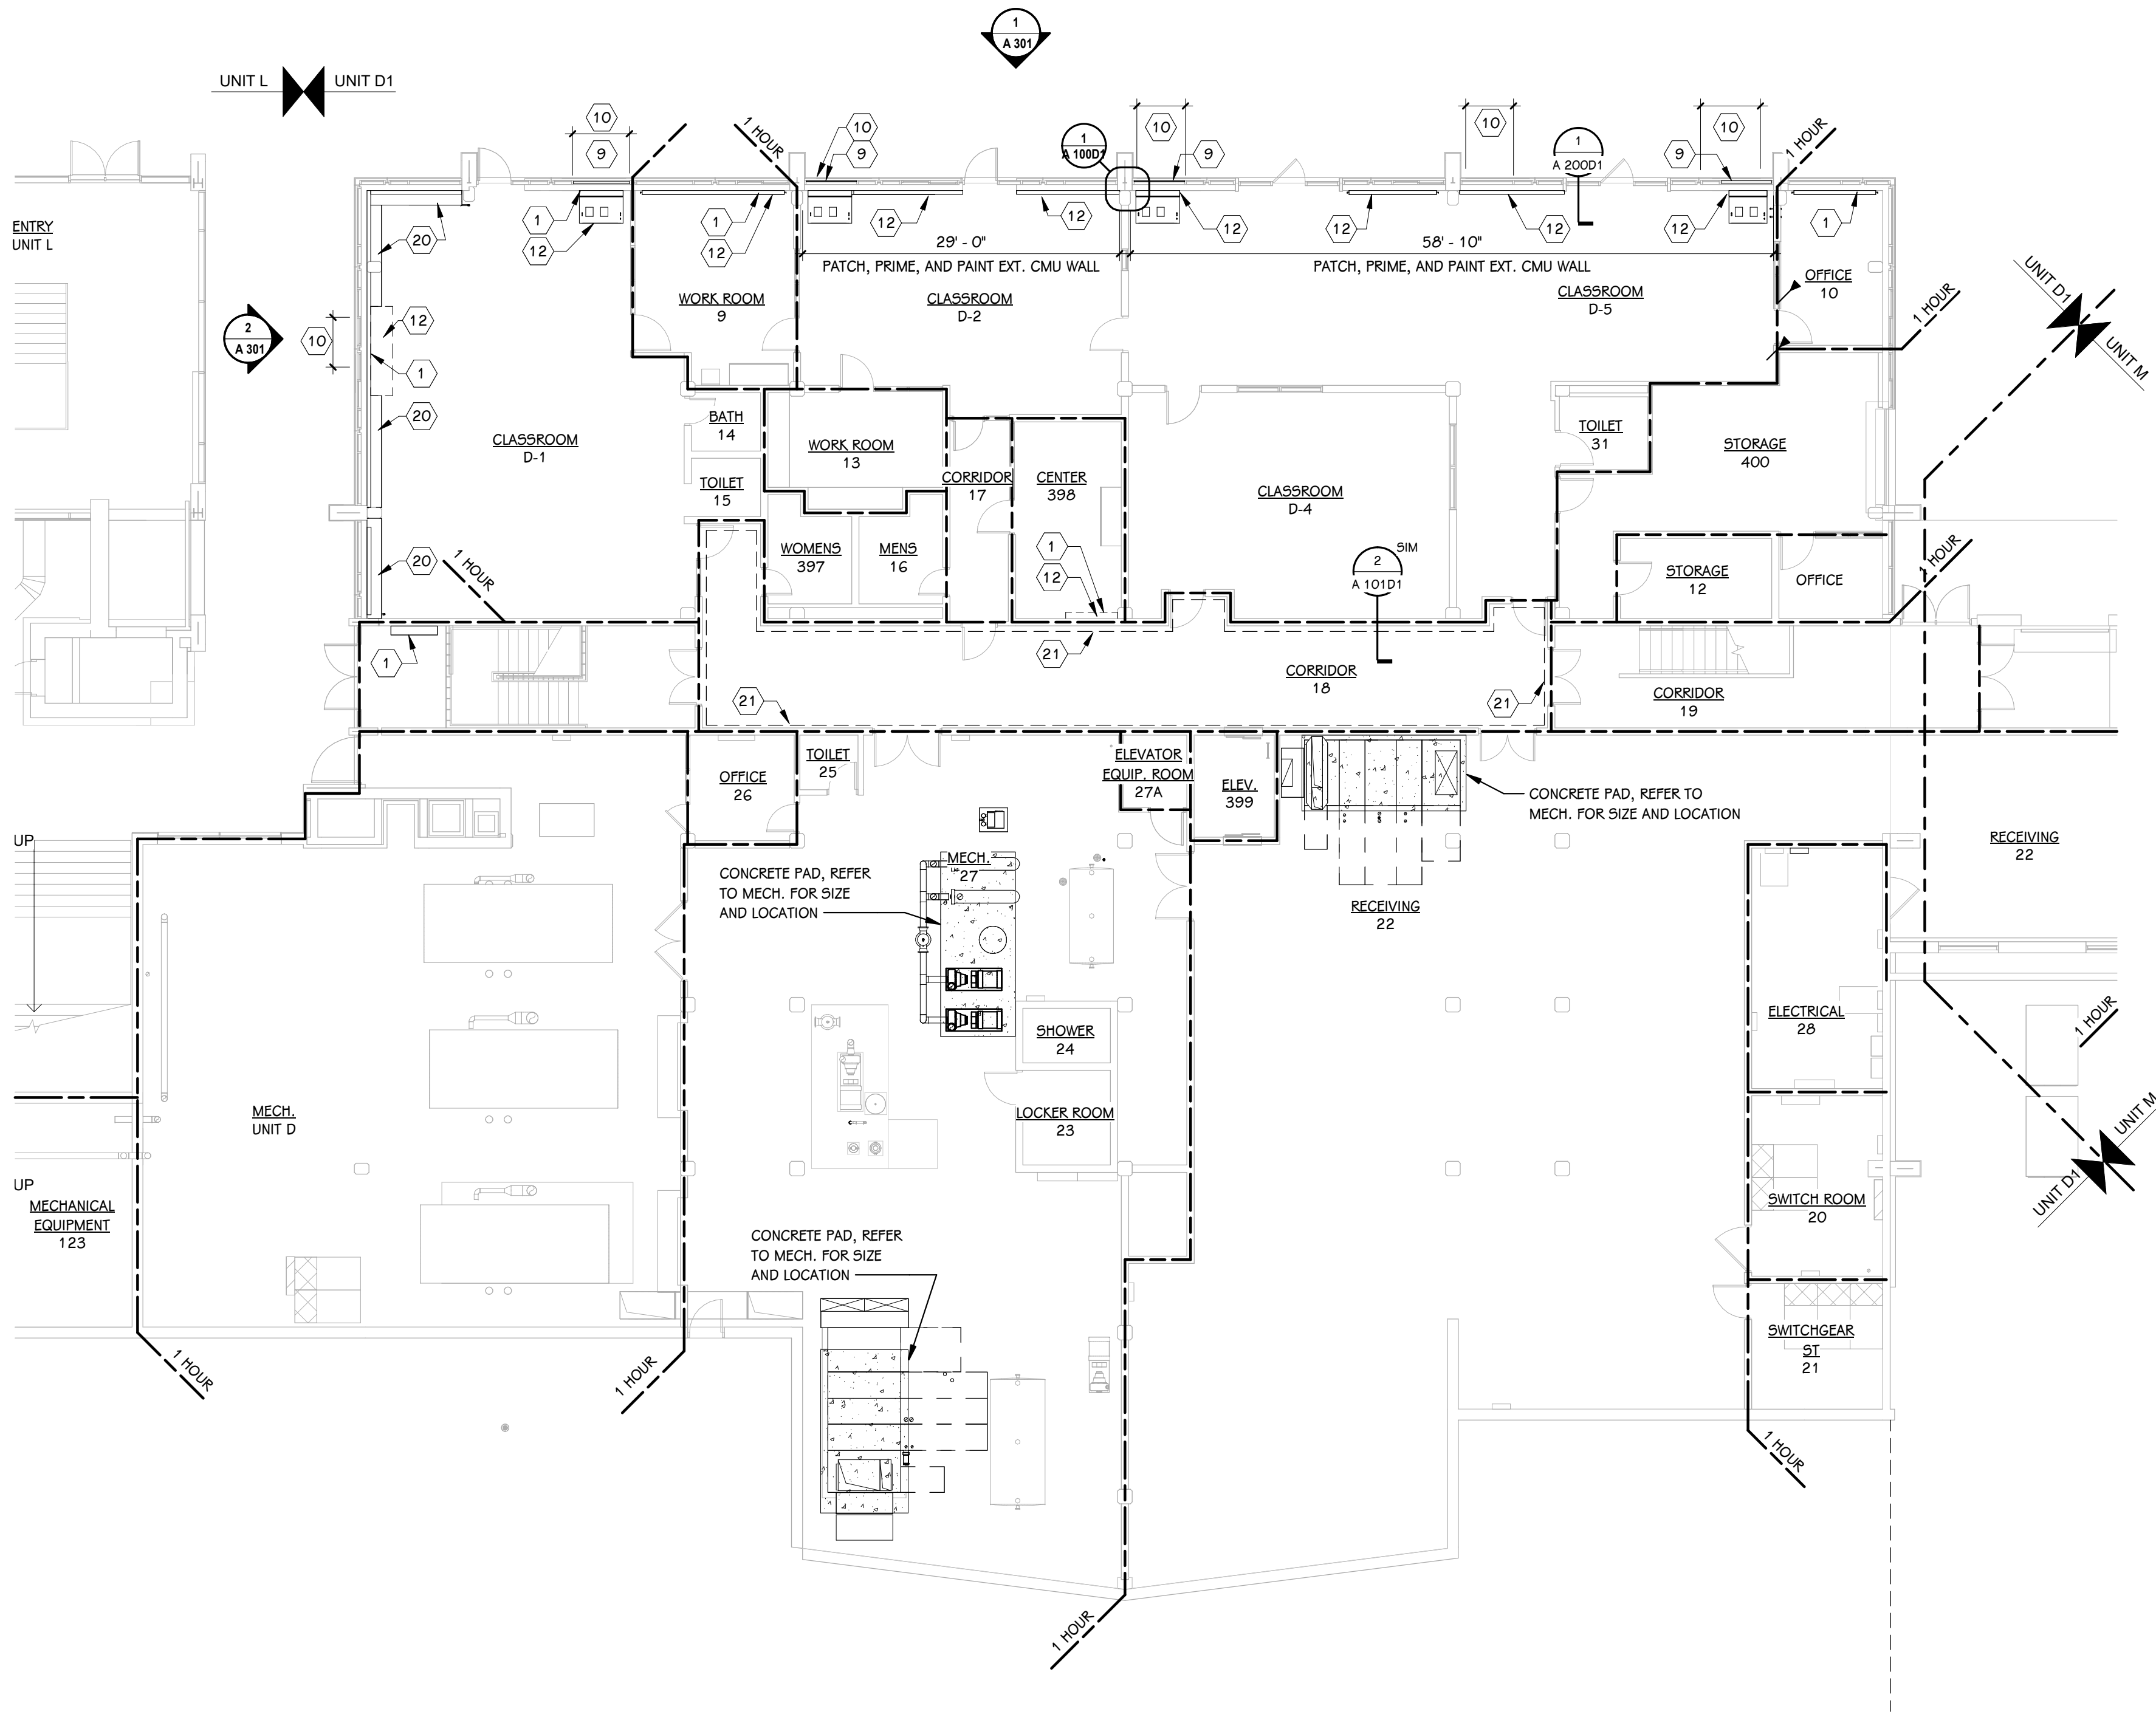 1
A 301
UNIT L
UNIT D1
10
9
1 HOUR
10
9
1
A 100D1
10
9
10
1
A 200D1
10
9
1 HOUR
ENTRY
UNIT L
20
1
12
1
12
12
12
12
12
12
12
1
29' - 0"
58' - 10"
PATCH, PRIME, AND PAINT EXT. CMU WALL
PATCH, PRIME, AND PAINT EXT. CMU WALL
WORK ROOM
9
CLASSROOM
D-2
CLASSROOM
D-5
OFFICE
10
UNIT D1
UNIT M
1 HOUR
2
A 301
10
12
1
20
CLASSROOM
D-1
BATH
14
WORK ROOM
13
TOILET
15
CORRIDOR
17
CENTER
398
CLASSROOM
D-4
TOILET
31
STORAGE
400
20
1 HOUR
WOMENS
397
MENS
16
1
12
2
A 101D1
SIM
STORAGE
12
OFFICE
1 HOUR
1
21
CORRIDOR
18
21
21
CORRIDOR
19
OFFICE
26
TOILET
25
ELEVATOR
EQUIP. ROOM
27A
ELEV.
399
CONCRETE PAD, REFER TO
MECH. FOR SIZE AND LOCATION
UP
RECEIVING
22
MECH.
27
CONCRETE PAD, REFER
TO MECH. FOR SIZE
AND LOCATION
RECEIVING
22
SHOWER
24
ELECTRICAL
28
1 HOUR
MECH.
UNIT D
LOCKER ROOM
23
UNIT M
UNIT D1
UP
MECHANICAL
EQUIPMENT
123
SWITCH ROOM
20
CONCRETE PAD, REFER
TO MECH. FOR SIZE
AND LOCATION
SWITCHGEAR
ST
21
1 HOUR
1 HOUR
1 HOUR
1 HOUR